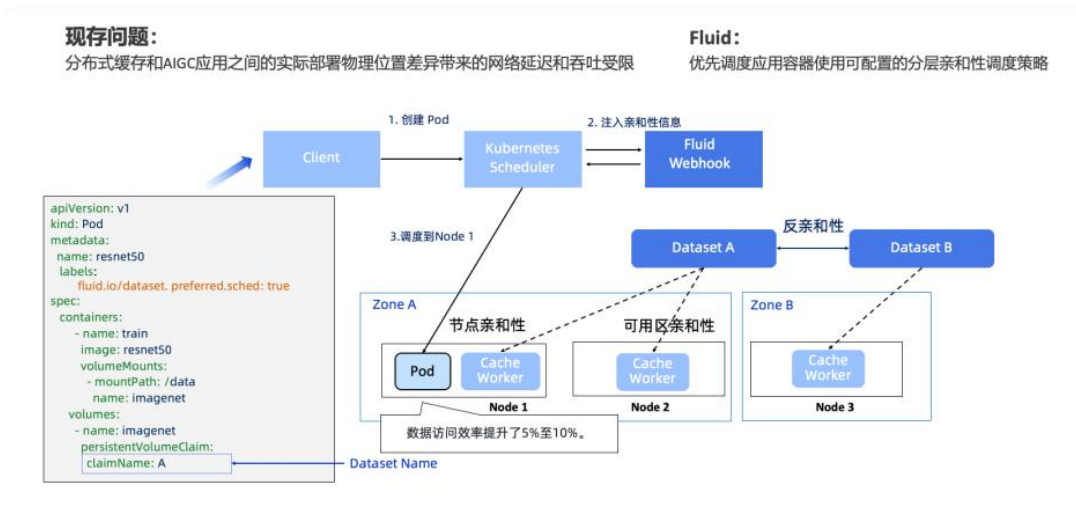 现存问题：
分布式缓存和AIGC应用之间的实际部署物理位置差异带来的网络延迟和吞吐受限
Fluid：
优先调度应用容器使用可配置的分层亲和性调度策略
1. 创建 Pod
2. 注入亲和性信息
Client
Kubernetes
Scheduler
Fluid
Webhook
apiVersion: v1
kind: Pod
metadata:
name: resnet50
labels:
fluid.io/dataset. preferred.sched: true
spec:
containers:
- name: train
image: resnet50
volumeMounts:
- mountPath: /data
name: imagenet
volumes:
- name: imagenet
persistentVolumeClaim:
claimName: A
Dataset Name
3.调度到Node 1
Dataset A
反亲和性
Dataset B
Zone A
节点亲和性
可用区亲和性
Pod
Cache
Worker
Node 1
Cache
Worker
Node 2
Zone B
Cache
Worker
Node 3
数据访问效率提升了5%至10%。